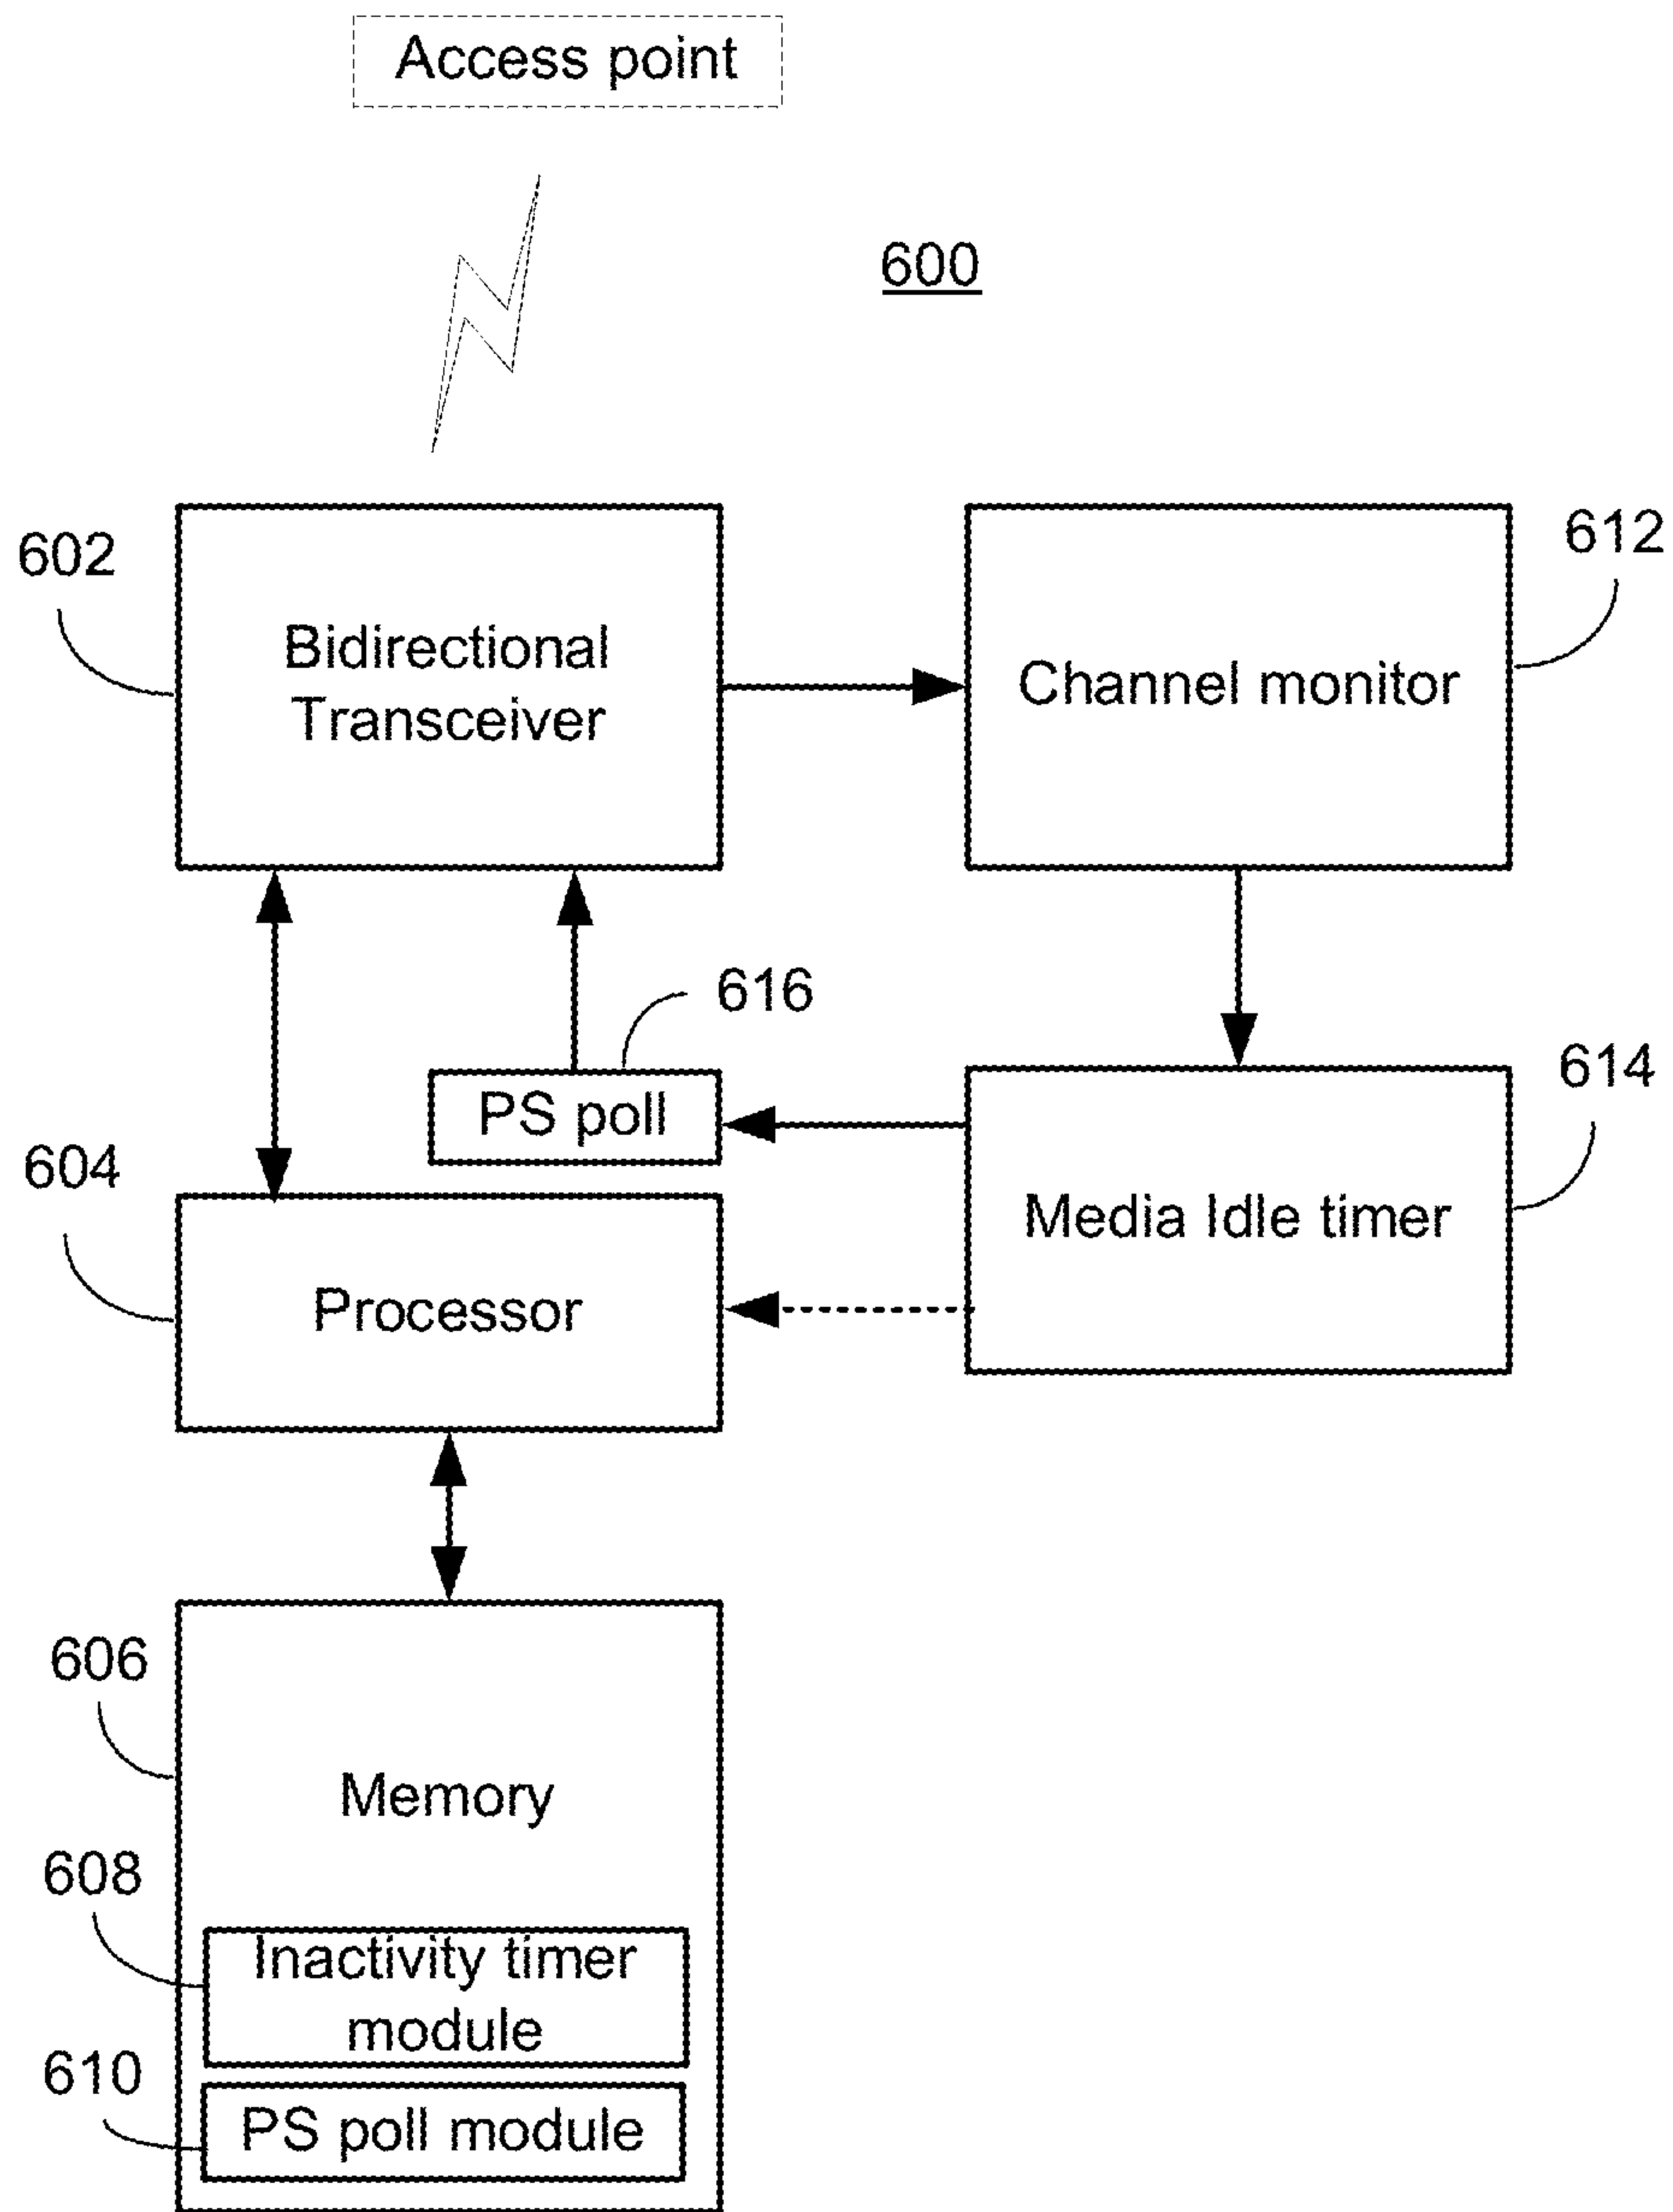 Access point
600
602
Bidirectional
Transceiver
Channel monitor
612
616
PS poll
614
604
Processor
Media Idle timer
606
Memory
608
Inactivity timer
module
610
PS poll module